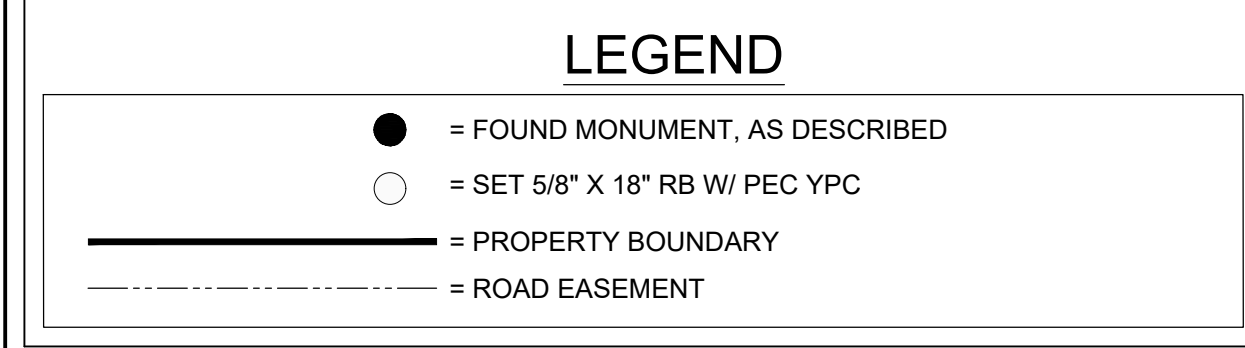 LEGEND
= FOUND MONUMENT, AS DESCRIBED
= SET 5/8" X 18" RB W/ PEC YPC
= PROPERTY BOUNDARY
= ROAD EASEMENT